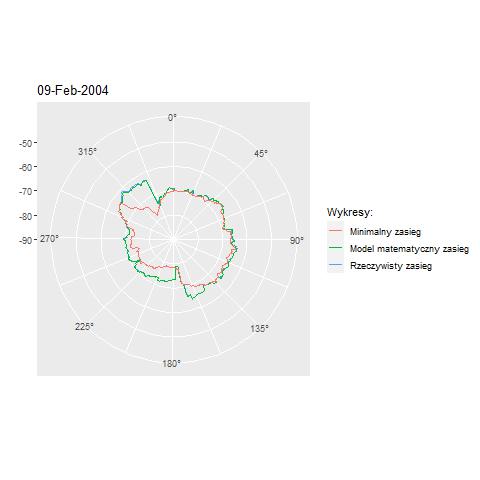 09-Feb-2004
0°
45°
90°
135°
180°
225°
270°
315°
-50
-60
-70
-80
-90
Wykresy:
Minimalny zasieg
Model matematyczny zasieg
Rzeczywisty zasieg